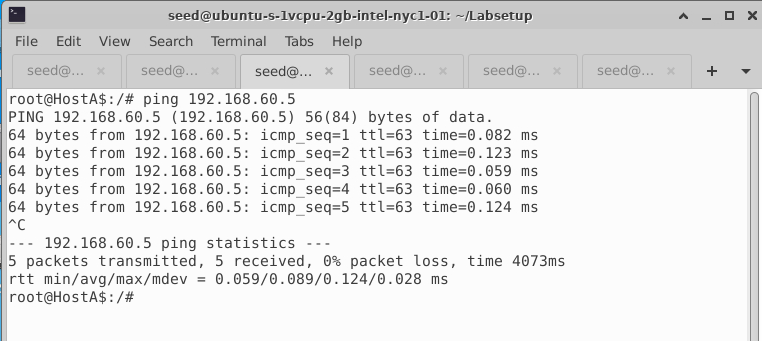 seed@ubuntu-s-1vcpu-2gb-intel-nyc1-01: ~/Labsetup
File Edit View Search Terminal Tabs Help
seed@... × seed@... × seed@... × seed@... × seed@... × seed@... × +
root@HostA$:/# ping 192.168.60.5
PING 192.168.60.5 (192.168.60.5) 56(84) bytes of data.
64 bytes from 192.168.60.5: icmp_seq=1 ttl=63 time=0.082 ms
64 bytes from 192.168.60.5: icmp_seq=2 ttl=63 time=0.123 ms
64 bytes from 192.168.60.5: icmp_seq=3 ttl=63 time=0.059 ms
64 bytes from 192.168.60.5: icmp_seq=4 ttl=63 time=0.060 ms
64 bytes from 192.168.60.5: icmp_seq=5 ttl=63 time=0.124 ms
^C
--- 192.168.60.5 ping statistics ---
5 packets transmitted, 5 received, 0% packet loss, time 4073ms
rtt min/avg/max/mdev = 0.059/0.089/0.124/0.028 ms
root@HostA$:/#